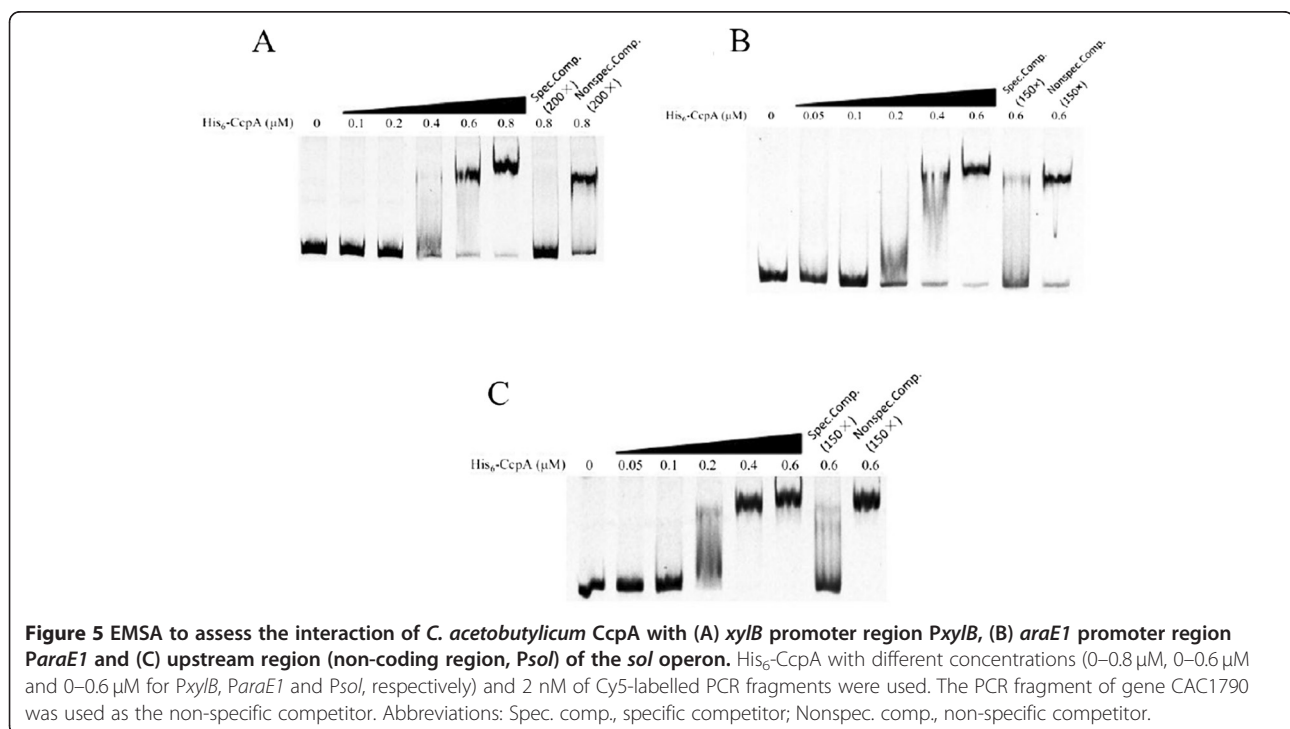 A
Spec.Comp.
(200×)
Nonspec.Comp.
(200×)
His₆-CcpA (μM) 0 0.1 0.2 0.4 0.6 0.8 0.8 0.8
B
Spec.Comp.
(150×)
Nonspec.Comp.
(150×)
His₆-CcpA (μM) 0 0.05 0.1 0.2 0.4 0.6 0.6 0.6
C
Spec.Comp.
(150×)
Nonspec.Comp.
(150×)
His₆-CcpA (μM) 0 0.05 0.1 0.2 0.4 0.6 0.6 0.6
Figure 5 EMSA to assess the interaction of C. acetobutylicum CcpA with (A) xylB promoter region PxylB, (B) araE1 promoter region
ParaE1 and (C) upstream region (non-coding region, Psol) of the sol operon. His₆-CcpA with different concentrations (0–0.8 μM, 0–0.6 μM
and 0–0.6 μM for PxylB, ParaE1 and Psol, respectively) and 2 nM of Cy5-labelled PCR fragments were used. The PCR fragment of gene CAC1790
was used as the non-specific competitor. Abbreviations: Spec. comp., specific competitor; Nonspec. comp., non-specific competitor.